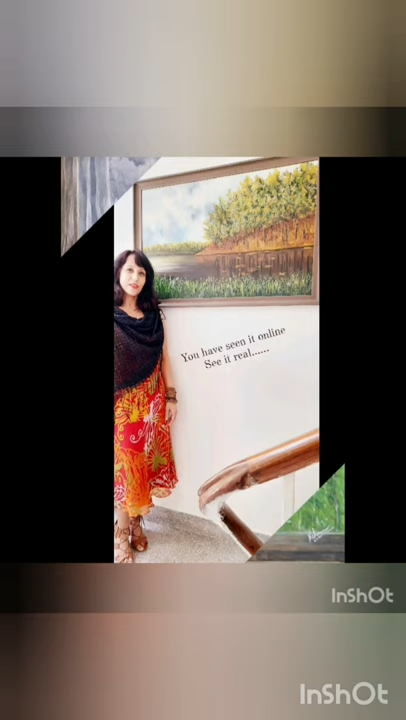 You have seen it online
See it real......
InShOt
InShOt